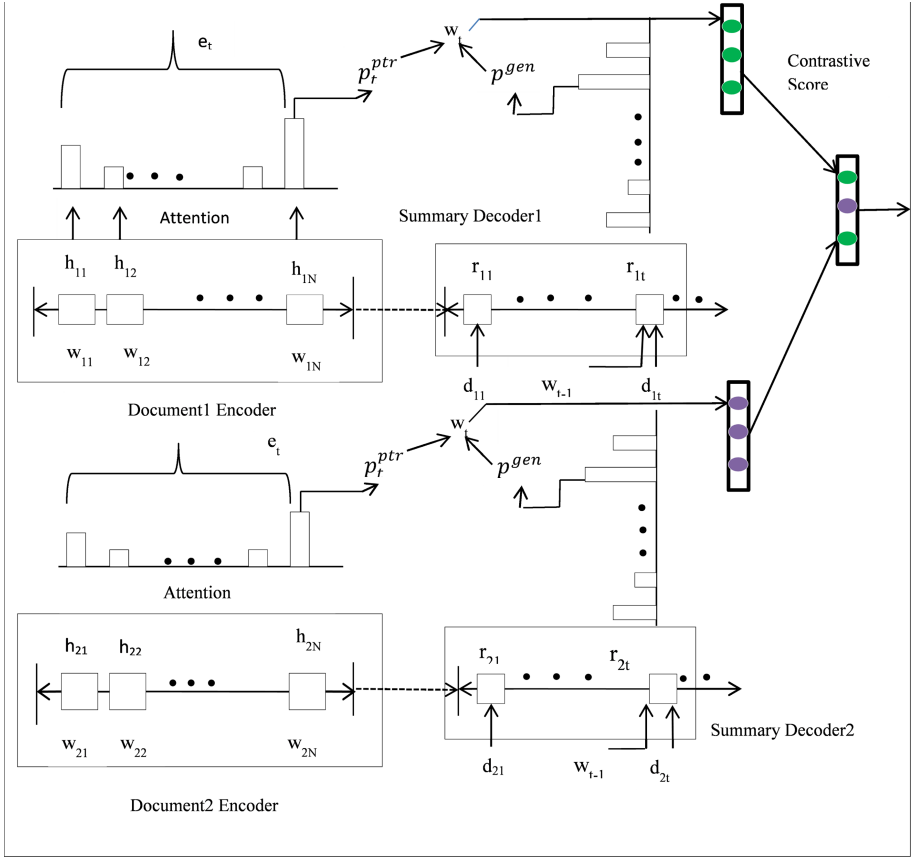 e_t
w_t
p_t^ptr
p^gen
Contrastive
Score
Attention
Summary Decoder1
h_11 h_12 h_1N
r_11 r_1t
w_11 w_12 w_1N
d_11 w_t-1 d_1t
Document1 Encoder
e_t
w_t
p_t^ptr
p^gen
Attention
h_21 h_22 h_2N
r_21 r_2t
w_21 w_22 w_2N
Summary Decoder2
d_21 w_t-1 d_2t
Document2 Encoder